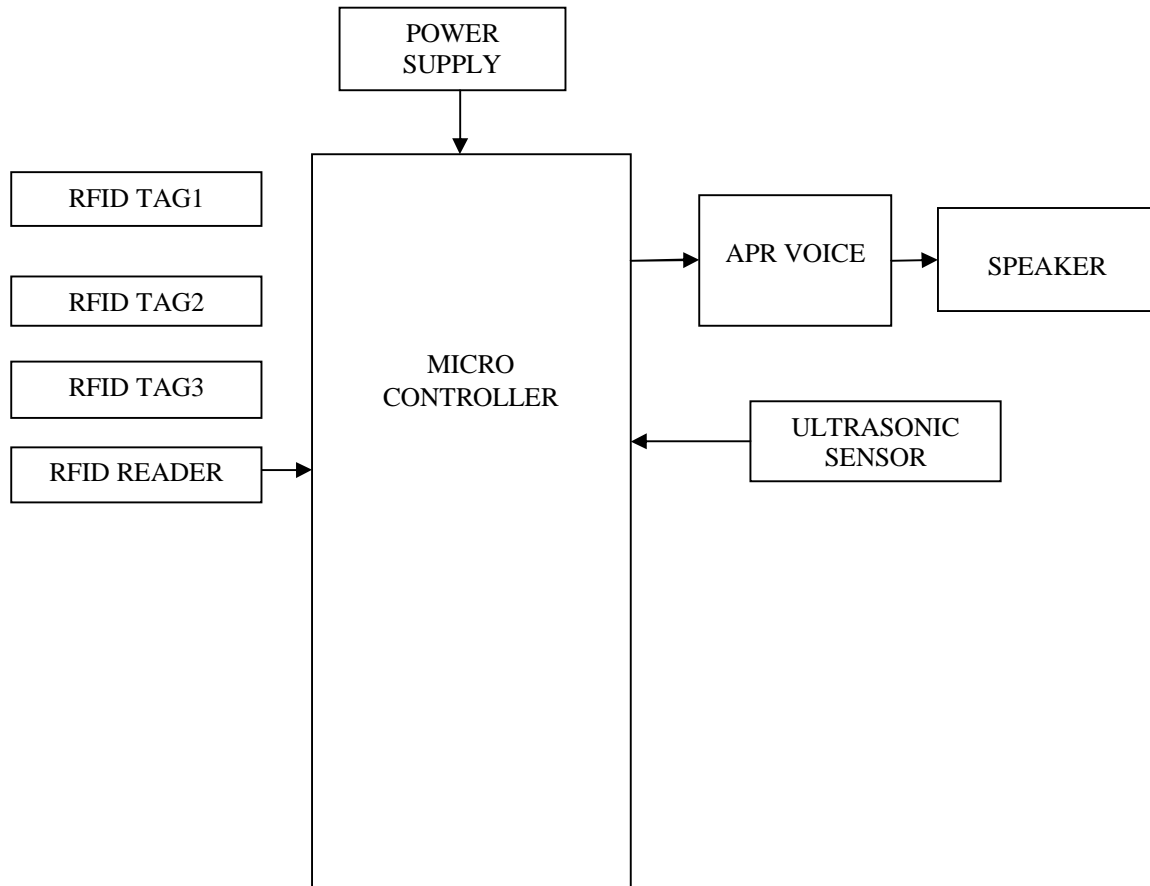 POWER
SUPPLY
RFID TAG1
APR VOICE
SPEAKER
RFID TAG2
MICRO
CONTROLLER
RFID TAG3
ULTRASONIC
SENSOR
RFID READER